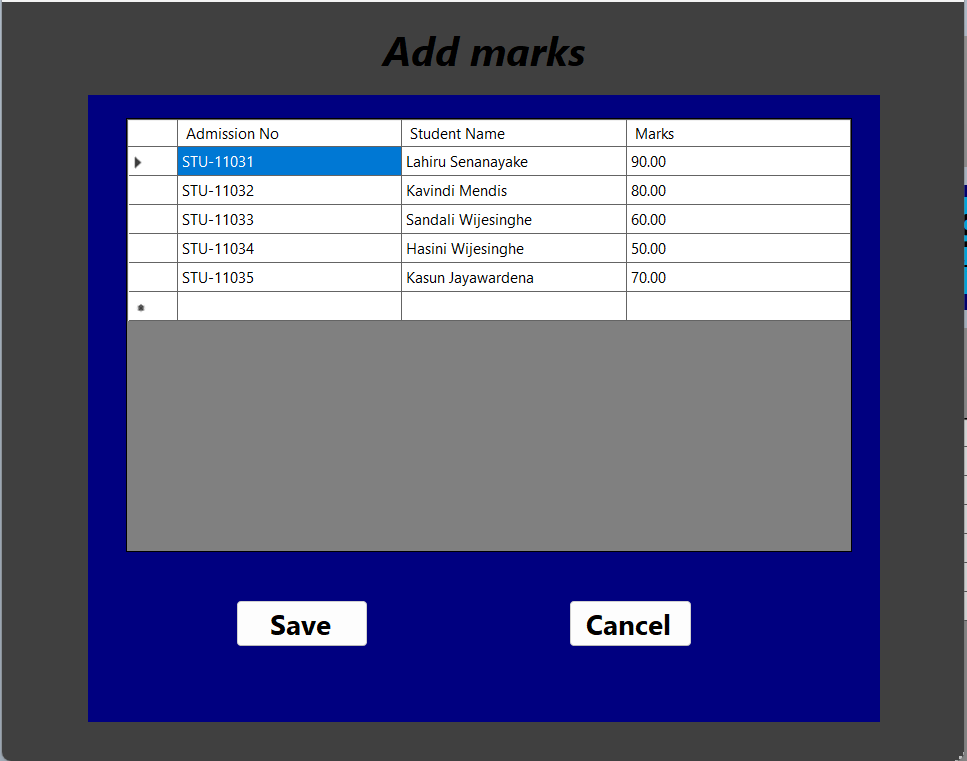 Add marks
Admission No Student Name Marks
STU-11031 Lahiru Senanayake 90.00
STU-11032 Kavindi Mendis 80.00
STU-11033 Sandali Wijesinghe 60.00
STU-11034 Hasini Wijesinghe 50.00
STU-11035 Kasun Jayawardena 70.00
Save Cancel